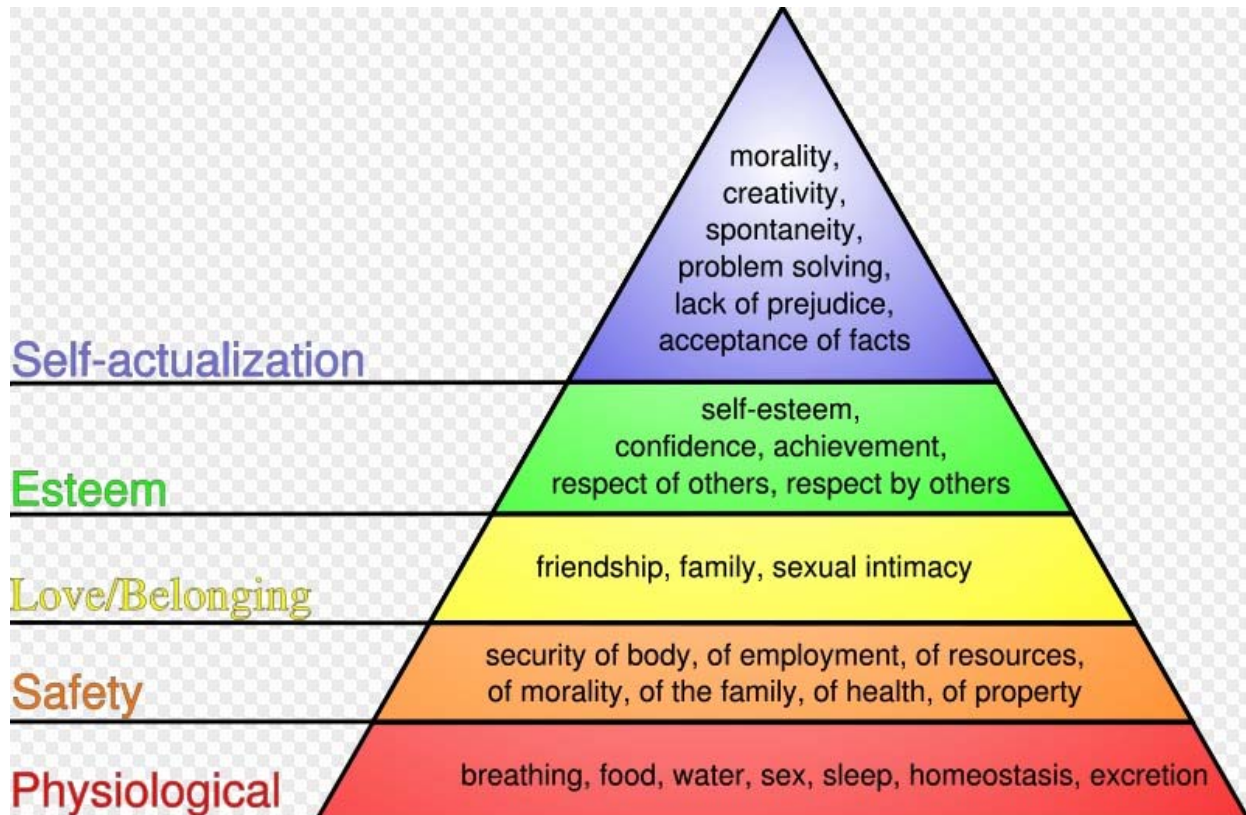 morality,
creativity,
spontaneity,
problem solving,
lack of prejudice,
acceptance of facts
Self-actualization
self-esteem,
confidence, achievement,
respect of others, respect by others
Esteem
friendship, family, sexual intimacy
Love/Belonging
security of body, of employment, of resources,
of morality, of the family, of health, of property
Safety
breathing, food, water, sex, sleep, homeostasis, excretion
Physiological